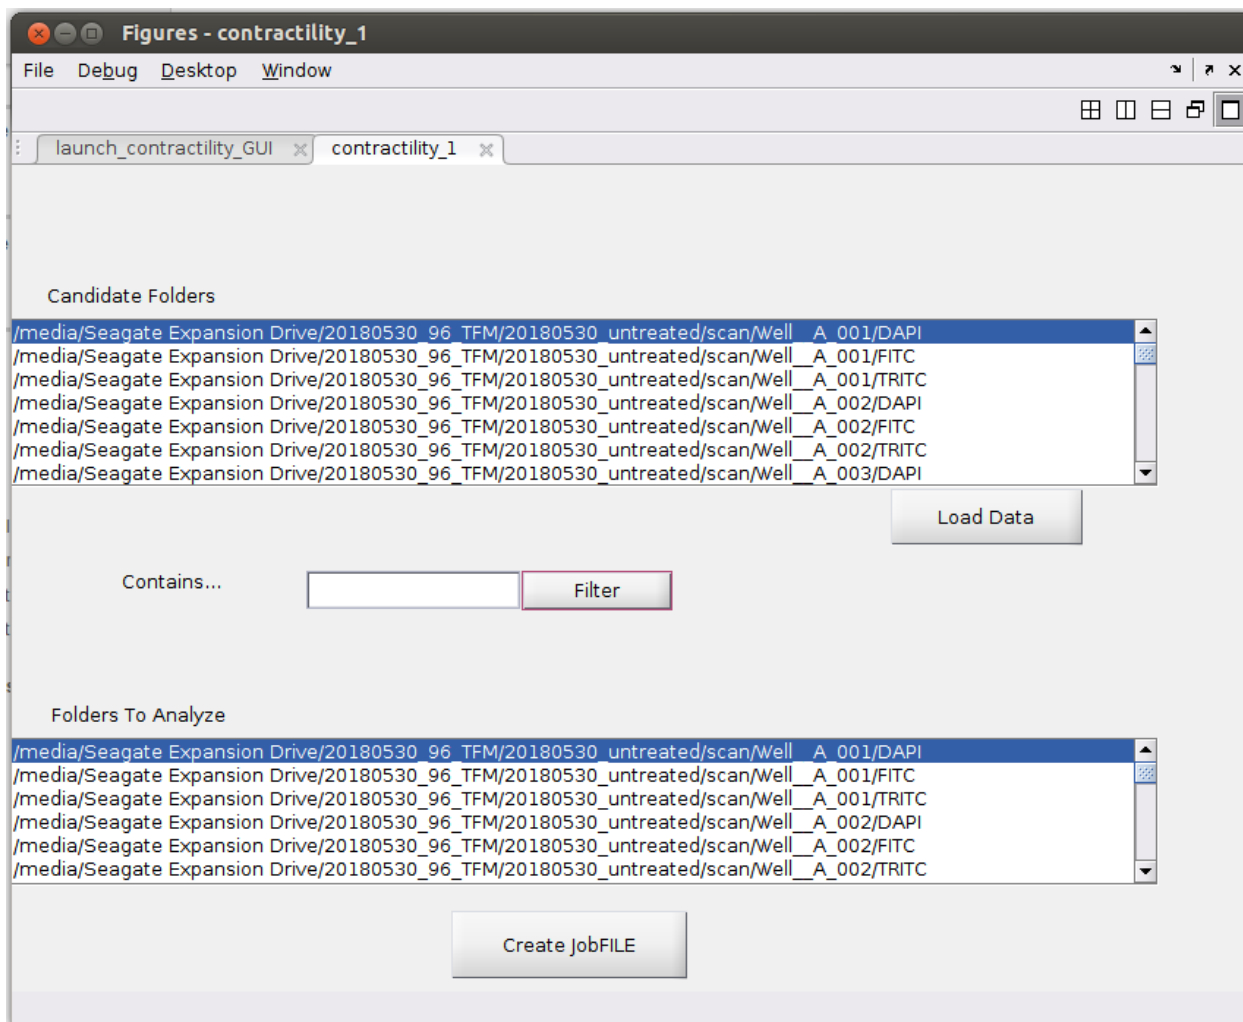 Figures - contractility_1
File Debug Desktop Window
launch_contractility_GUI contractility_1
Candidate Folders
/media/Seagate Expansion Drive/20180530_96_TFM/20180530_untreated/scan/Well__A_001/DAPI
/media/Seagate Expansion Drive/20180530_96_TFM/20180530_untreated/scan/Well__A_001/FITC
/media/Seagate Expansion Drive/20180530_96_TFM/20180530_untreated/scan/Well__A_001/TRITC
/media/Seagate Expansion Drive/20180530_96_TFM/20180530_untreated/scan/Well__A_002/DAPI
/media/Seagate Expansion Drive/20180530_96_TFM/20180530_untreated/scan/Well__A_002/FITC
/media/Seagate Expansion Drive/20180530_96_TFM/20180530_untreated/scan/Well__A_002/TRITC
/media/Seagate Expansion Drive/20180530_96_TFM/20180530_untreated/scan/Well__A_003/DAPI
Load Data
Contains...
Filter
Folders To Analyze
/media/Seagate Expansion Drive/20180530_96_TFM/20180530_untreated/scan/Well__A_001/DAPI
/media/Seagate Expansion Drive/20180530_96_TFM/20180530_untreated/scan/Well__A_001/FITC
/media/Seagate Expansion Drive/20180530_96_TFM/20180530_untreated/scan/Well__A_001/TRITC
/media/Seagate Expansion Drive/20180530_96_TFM/20180530_untreated/scan/Well__A_002/DAPI
/media/Seagate Expansion Drive/20180530_96_TFM/20180530_untreated/scan/Well__A_002/FITC
/media/Seagate Expansion Drive/20180530_96_TFM/20180530_untreated/scan/Well__A_002/TRITC
Create JobFILE